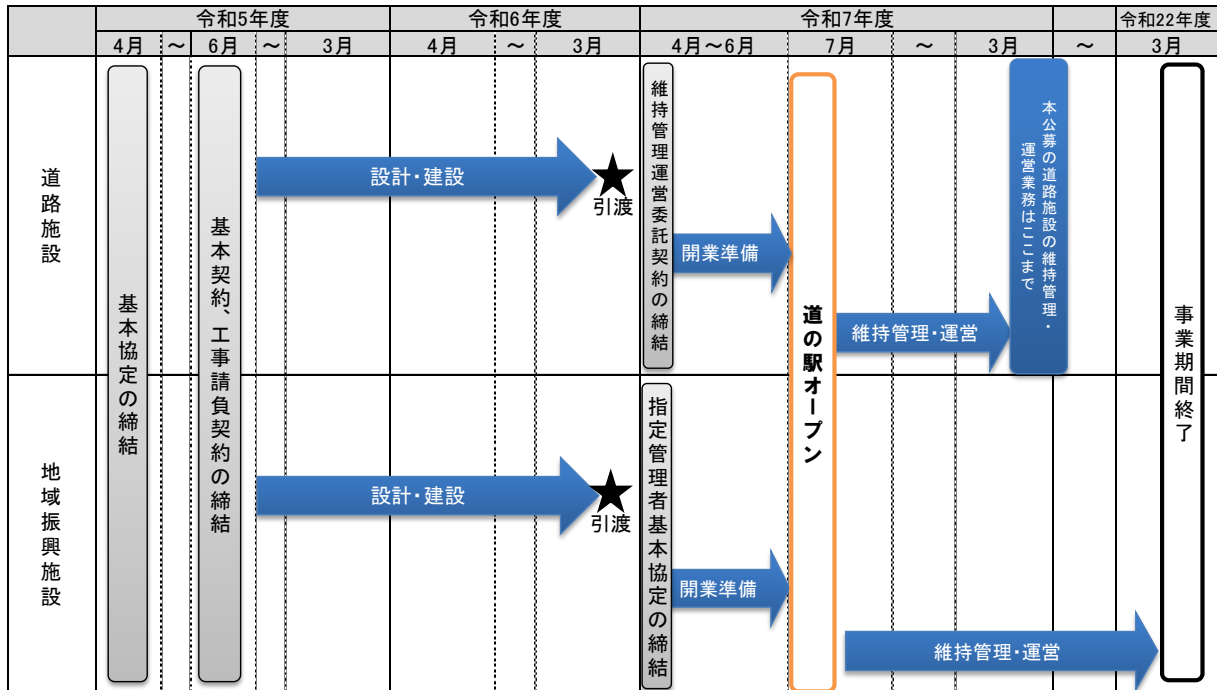 令和5年度
令和6年度
令和7年度
令和22年度
4月
～
6月
～
3月
4月
～
3月
4月～6月
7月
～
3月
～
3月
道路施設
地域振興施設
基本協定の締結
基本契約、工事請負契約の締結
設計・建設
引渡
維持管理運営委託契約の締結
開業準備
道の駅オープン
維持管理・運営
本公募の道路施設の維持管理・
運営業務はここまで
事業期間終了
設計・建設
引渡
指定管理者基本協定の締結
開業準備
維持管理・運営